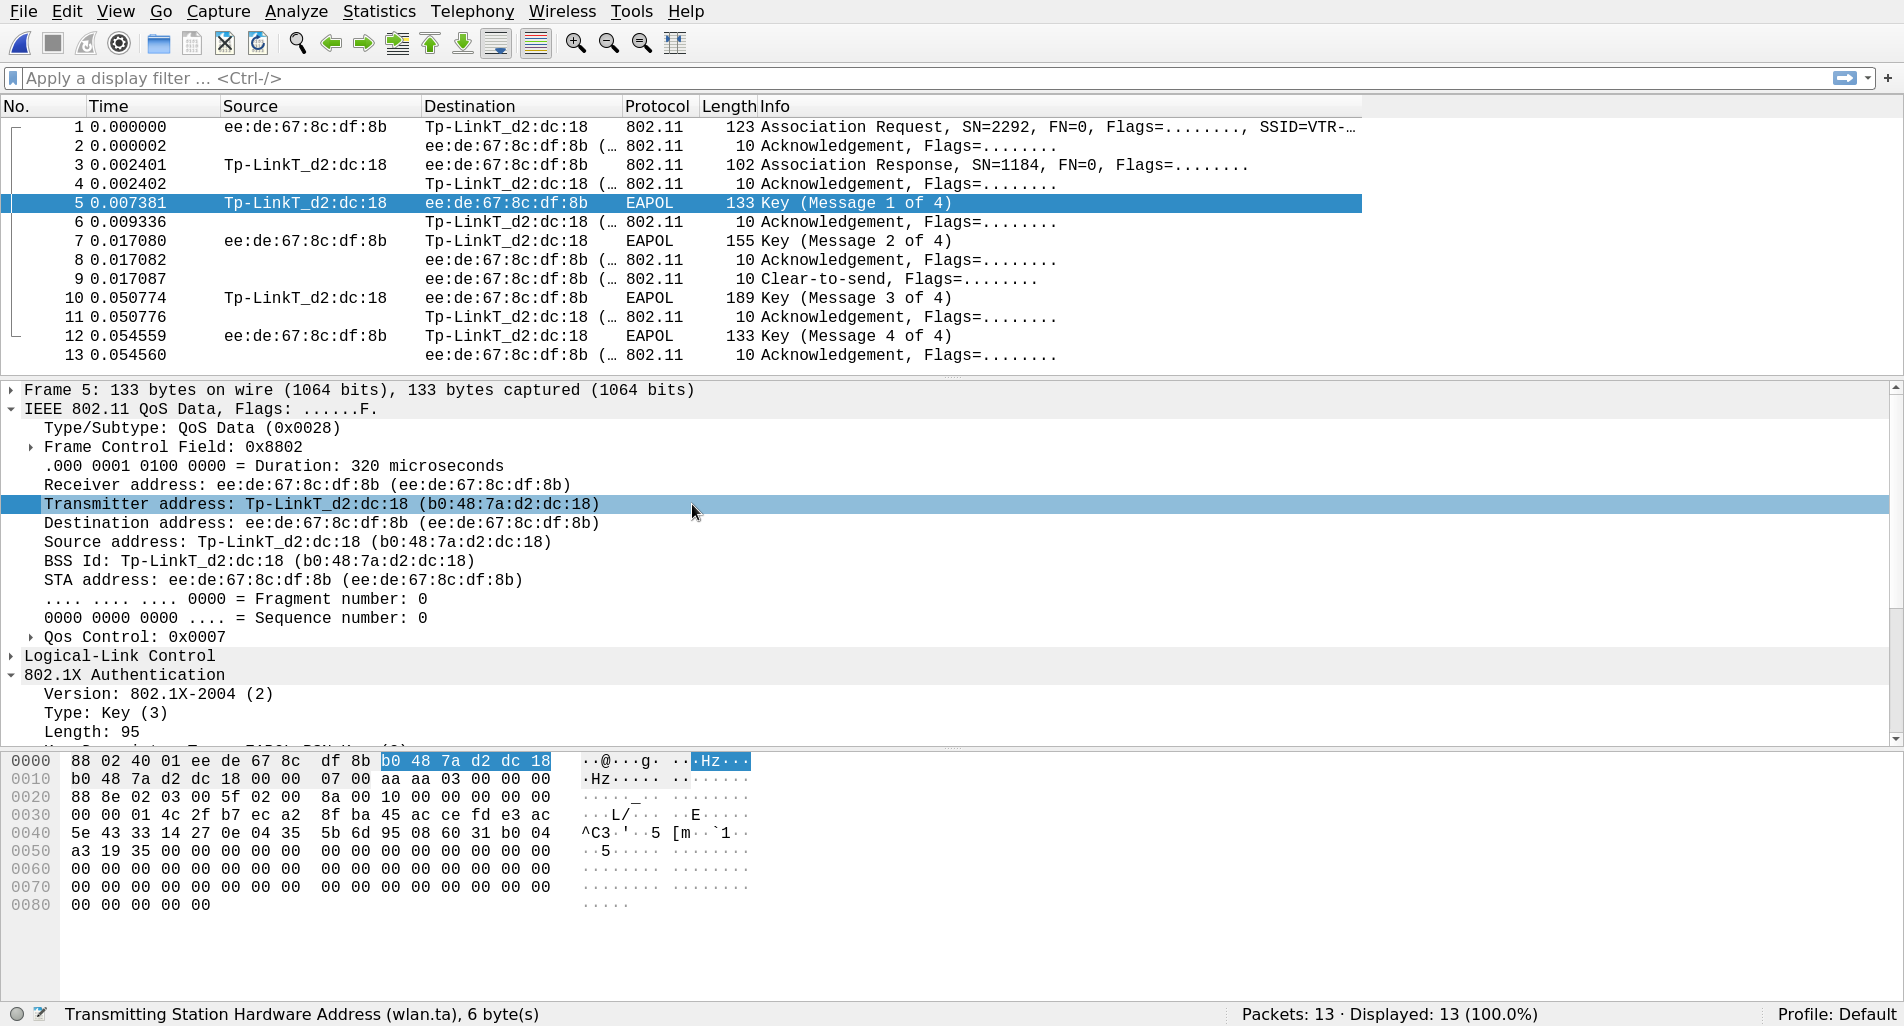 File Edit View Go Capture Analyze Statistics Telephony Wireless Tools Help
Apply a display filter … <Ctrl-/>
No. Time Source Destination Protocol Length Info
1 0.000000 ee:de:67:8c:df:8b Tp-LinkT_d2:dc:18 802.11 123 Association Request, SN=2292, FN=0, Flags=........, SSID=VTR-…
2 0.000002 ee:de:67:8c:df:8b (… 802.11 10 Acknowledgement, Flags=........
3 0.002401 Tp-LinkT_d2:dc:18 ee:de:67:8c:df:8b 802.11 102 Association Response, SN=1184, FN=0, Flags=........
4 0.002402 Tp-LinkT_d2:dc:18 (… 802.11 10 Acknowledgement, Flags=........
5 0.007381 Tp-LinkT_d2:dc:18 ee:de:67:8c:df:8b EAPOL 133 Key (Message 1 of 4)
6 0.009336 Tp-LinkT_d2:dc:18 (… 802.11 10 Acknowledgement, Flags=........
7 0.017080 ee:de:67:8c:df:8b Tp-LinkT_d2:dc:18 EAPOL 155 Key (Message 2 of 4)
8 0.017082 ee:de:67:8c:df:8b (… 802.11 10 Acknowledgement, Flags=........
9 0.017087 ee:de:67:8c:df:8b (… 802.11 10 Clear-to-send, Flags=........
10 0.050774 Tp-LinkT_d2:dc:18 ee:de:67:8c:df:8b EAPOL 189 Key (Message 3 of 4)
11 0.050776 Tp-LinkT_d2:dc:18 (… 802.11 10 Acknowledgement, Flags=........
12 0.054559 ee:de:67:8c:df:8b Tp-LinkT_d2:dc:18 EAPOL 133 Key (Message 4 of 4)
13 0.054560 ee:de:67:8c:df:8b (… 802.11 10 Acknowledgement, Flags=........
Frame 5: 133 bytes on wire (1064 bits), 133 bytes captured (1064 bits)
IEEE 802.11 QoS Data, Flags: ......F.
Type/Subtype: QoS Data (0x0028)
Frame Control Field: 0x8802
.000 0001 0100 0000 = Duration: 320 microseconds
Receiver address: ee:de:67:8c:df:8b (ee:de:67:8c:df:8b)
Transmitter address: Tp-LinkT_d2:dc:18 (b0:48:7a:d2:dc:18)
Destination address: ee:de:67:8c:df:8b (ee:de:67:8c:df:8b)
Source address: Tp-LinkT_d2:dc:18 (b0:48:7a:d2:dc:18)
BSS Id: Tp-LinkT_d2:dc:18 (b0:48:7a:d2:dc:18)
STA address: ee:de:67:8c:df:8b (ee:de:67:8c:df:8b)
.... .... .... 0000 = Fragment number: 0
0000 0000 0000 .... = Sequence number: 0
Qos Control: 0x0007
Logical-Link Control
802.1X Authentication
Version: 802.1X-2004 (2)
Type: Key (3)
Length: 95
0000 88 02 40 01 ee de 67 8c df 8b b0 48 7a d2 dc 18 ··@···g· ···Hz···
0010 b0 48 7a d2 dc 18 00 00 07 00 aa aa 03 00 00 00 ·Hz····· ········
0020 88 8e 02 03 00 5f 02 00 8a 00 10 00 00 00 00 00 ·····_·· ········
0030 00 00 01 4c 2f b7 ec a2 8f ba 45 ac ce fd e3 ac ···L/··· ··E·····
0040 5e 43 33 14 27 0e 04 35 5b 6d 95 08 60 31 b0 04 ^C3·'··5 [m··`1··
0050 a3 19 35 00 00 00 00 00 00 00 00 00 00 00 00 00 ··5····· ········
0060 00 00 00 00 00 00 00 00 00 00 00 00 00 00 00 00 ········ ········
0070 00 00 00 00 00 00 00 00 00 00 00 00 00 00 00 00 ········ ········
0080 00 00 00 00 00 ·····
Transmitting Station Hardware Address (wlan.ta), 6 byte(s) Packets: 13 · Displayed: 13 (100.0%) Profile: Default